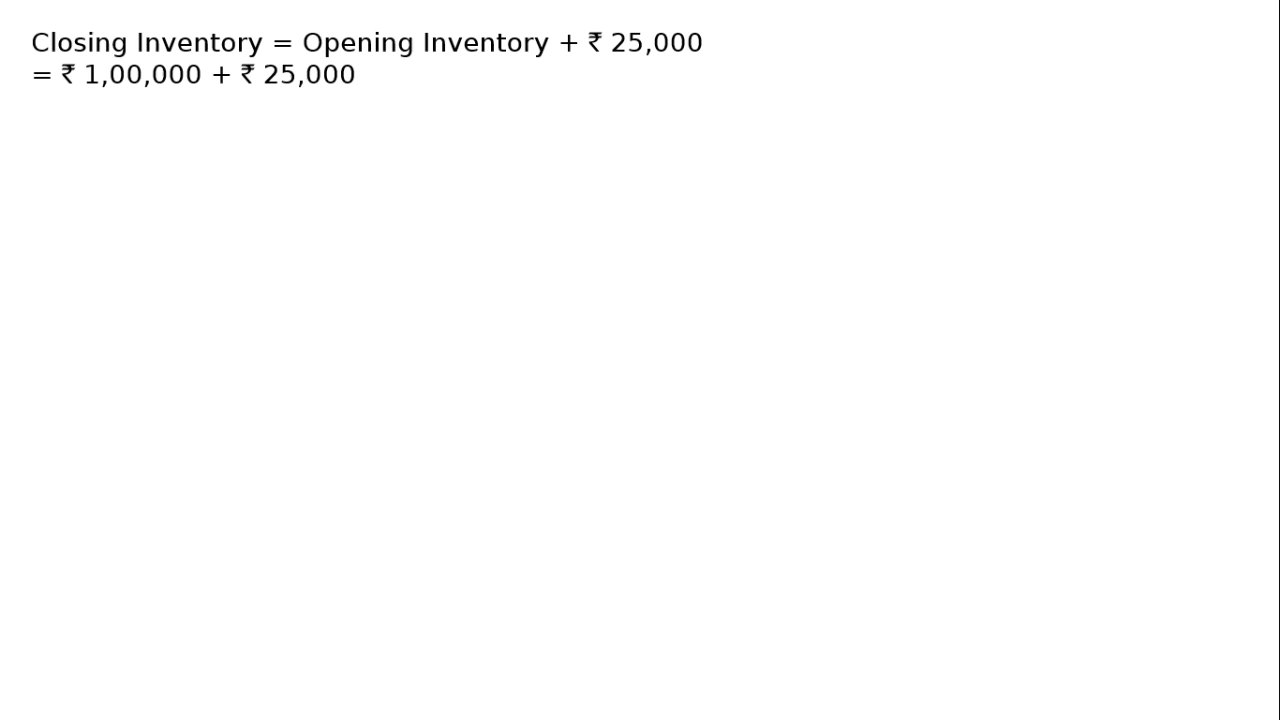 Closing Inventory = Opening Inventory + ₹ 25,000
= ₹ 1,00,000 + ₹ 25,000